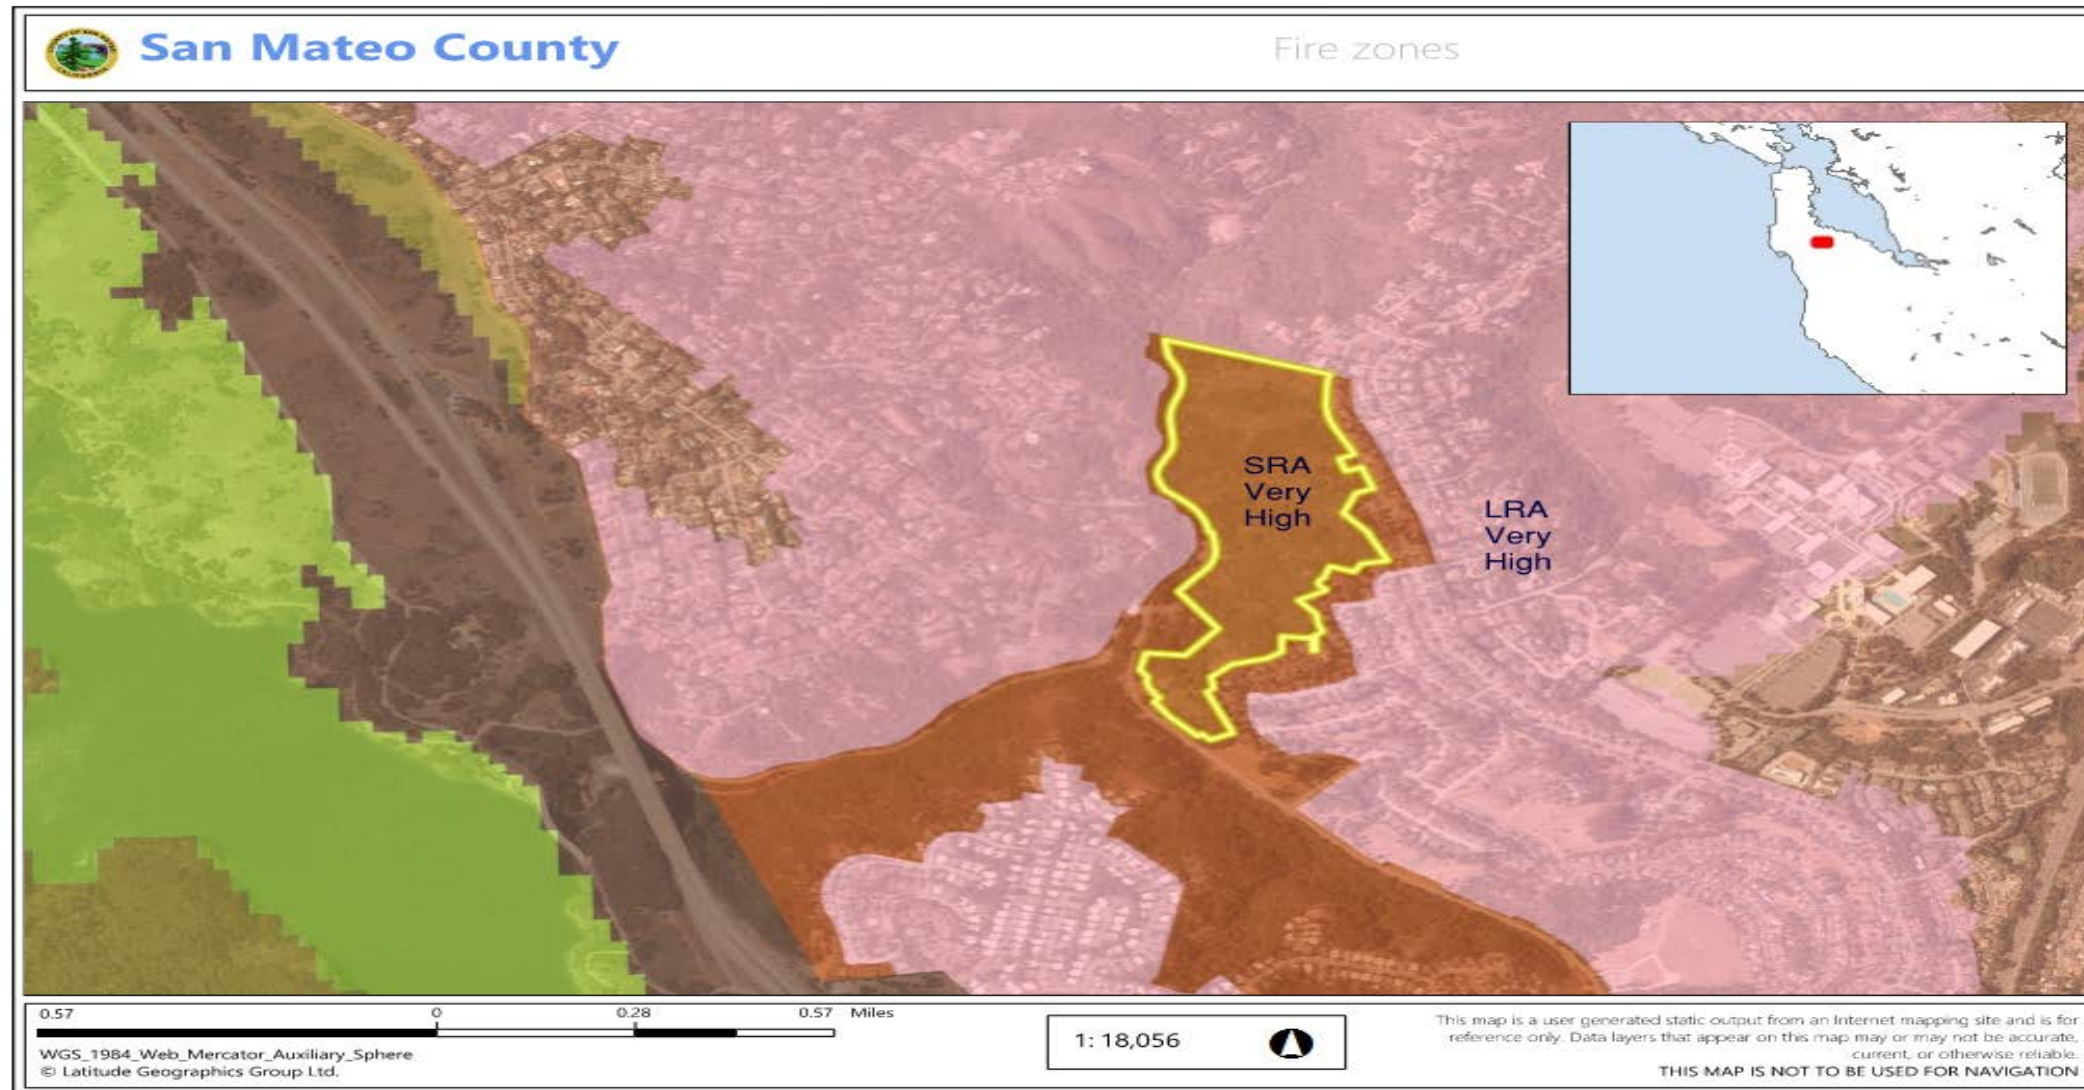 San Mateo County
Fire zones
SRA
Very
High
LRA
Very
High
0.57 0 0.28 0.57 Miles
WGS_1984_Web_Mercator_Auxiliary_Sphere
© Latitude Geographics Group Ltd.
1: 18,056
This map is a user generated static output from an Internet mapping site and is for
reference only. Data layers that appear on this map may or may not be accurate,
current, or otherwise reliable.
THIS MAP IS NOT TO BE USED FOR NAVIGATION